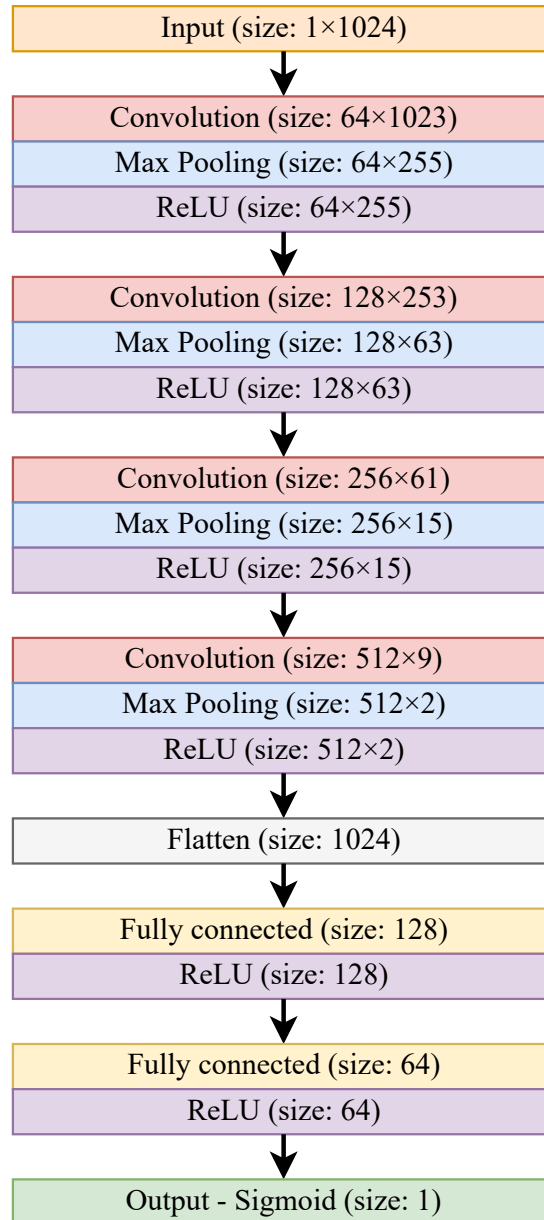 Input (size: 1×1024)
Convolution (size: 64×1023)
Max Pooling (size: 64×255)
ReLU (size: 64×255)
Convolution (size: 128×253)
Max Pooling (size: 128×63)
ReLU (size: 128×63)
Convolution (size: 256×61)
Max Pooling (size: 256×15)
ReLU (size: 256×15)
Convolution (size: 512×9)
Max Pooling (size: 512×2)
ReLU (size: 512×2)
Flatten (size: 1024)
Fully connected (size: 128)
ReLU (size: 128)
Fully connected (size: 64)
ReLU (size: 64)
Output - Sigmoid (size: 1)